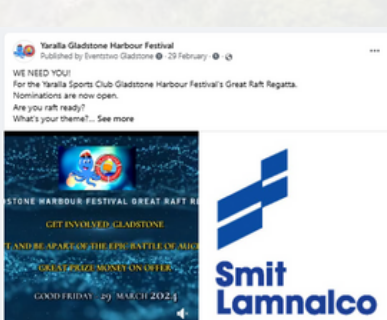 Yaralla Gladstone Harbour Festival
Published by Eventstwo Gladstone · 29 February ·
WE NEED YOU!
For the Yaralla Sports Club Gladstone Harbour Festival's Great Raft Regatta.
Nominations are now open.
Are you raft ready?
What's your theme?... See more
STONE HARBOUR FESTIVAL GREAT RAFT RE
GET INVOLVED GLADSTONE
T AND BE APART OF THE EPIC BATTLE OF
GREAT PRIZE MONEY ON OFFER
GOOD FRIDAY 29 MARCH 2024
Smit
Lamnalco